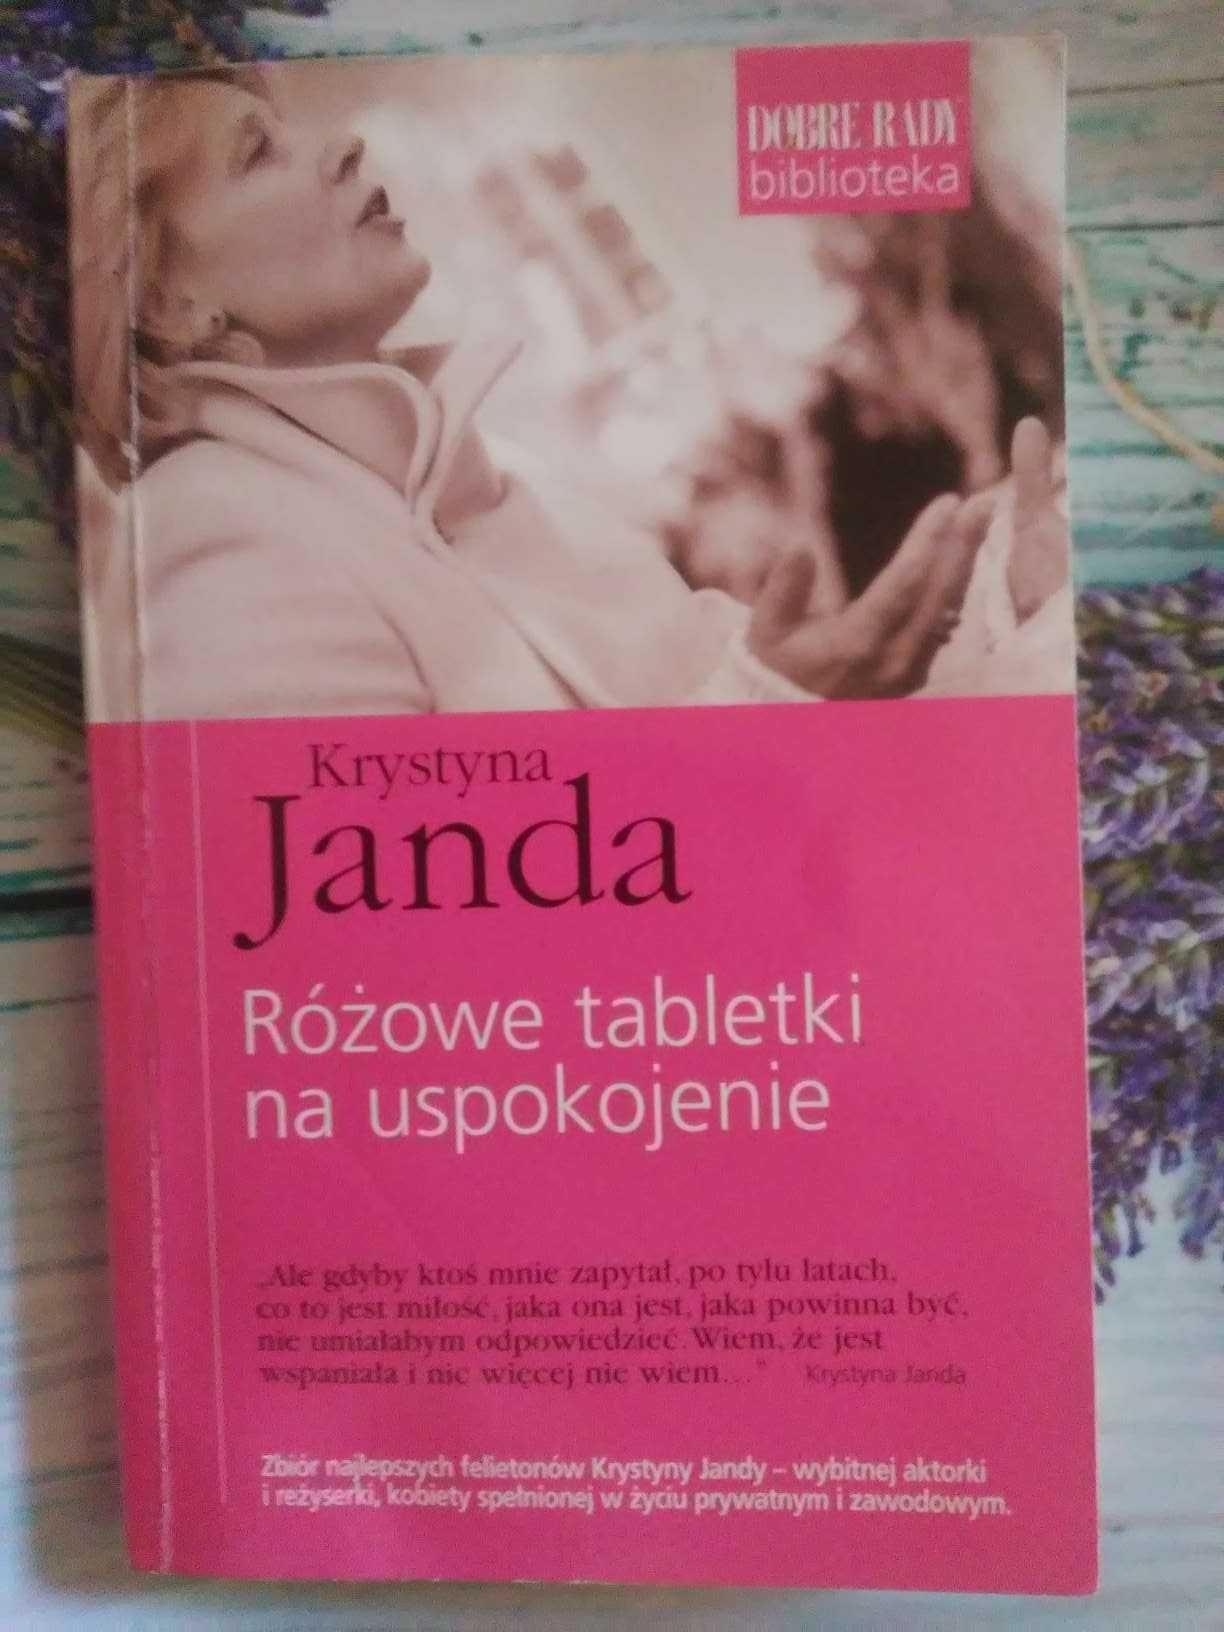 DOBRE RADY
biblioteka
Krystyna
Janda
Różowe tabletki
na uspokojenie
„Ale gdyby ktoś mnie zapytał, po tylu latach,
co to jest miłość, jaka ona jest, jaka powinna być,
nie umiałabym odpowiedzieć. Wiem, że jest
wspaniała i nic więcej nie wiem..." Krystyna Janda
Zbiór najlepszych felietonów Krystyny Jandy – wybitnej aktorki
i reżyserki, kobiety spełnionej w życiu prywatnym i zawodowym.